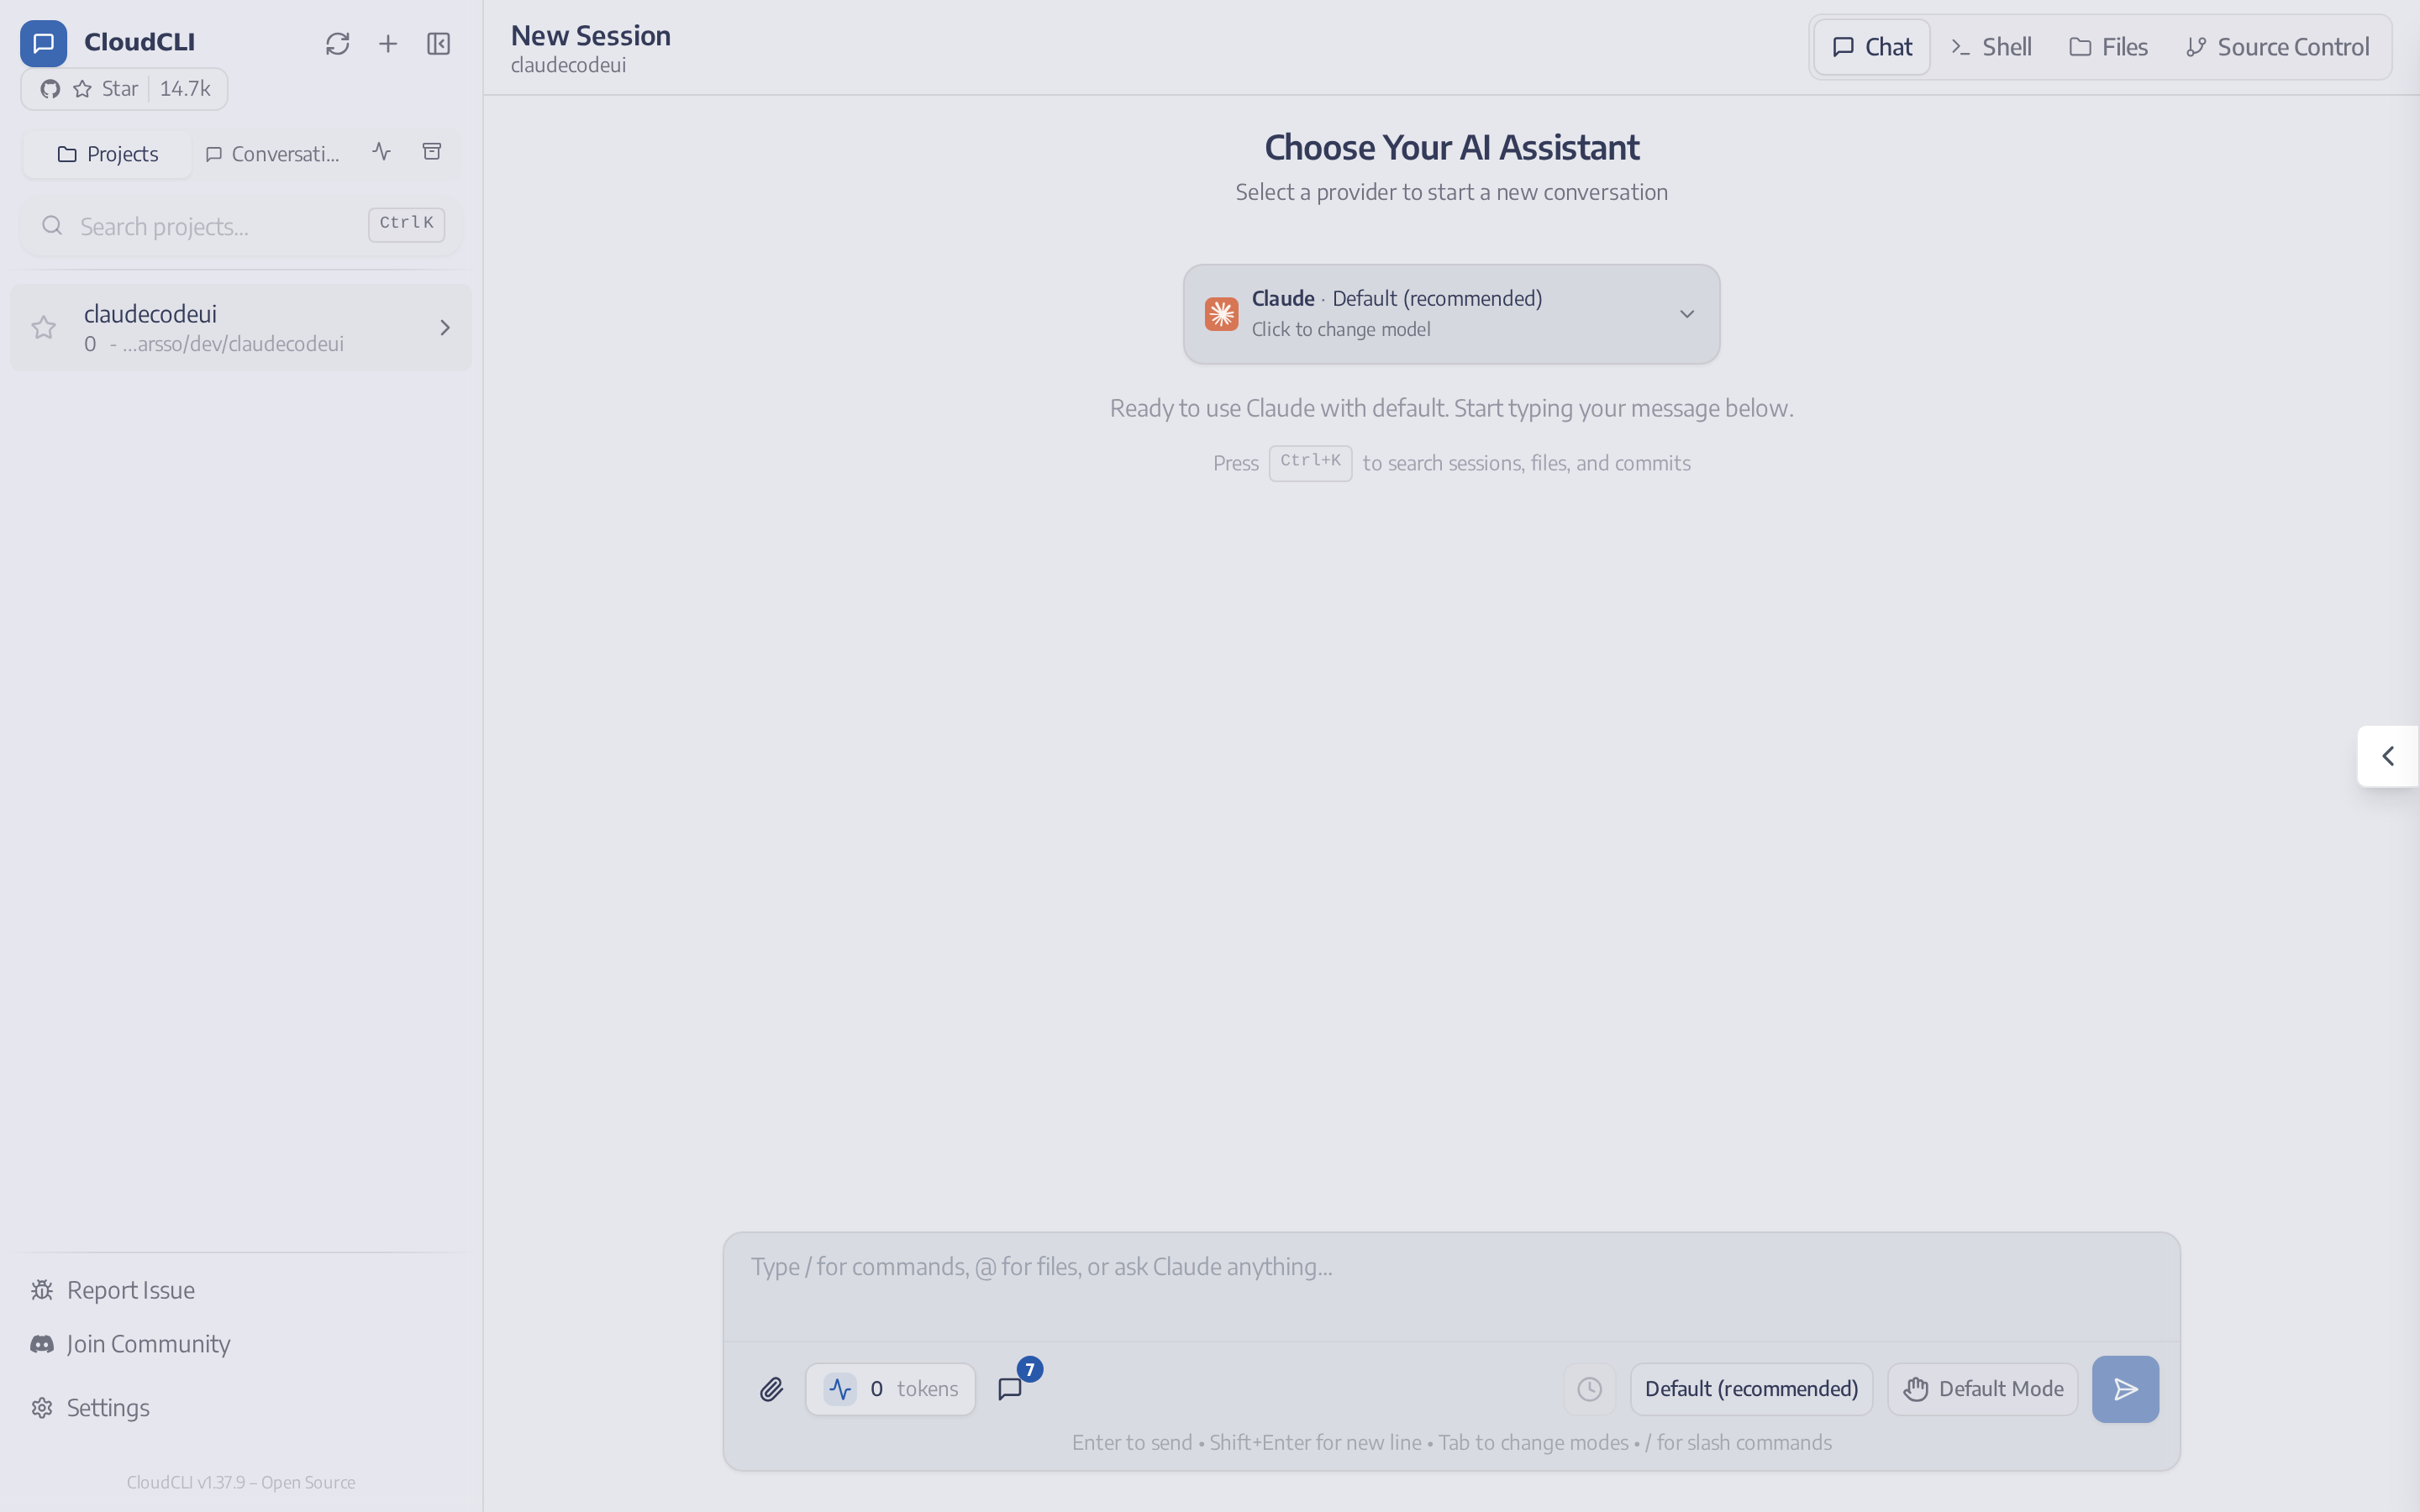 CloudCLI
Star 14.7k
Projects
Conversati...
Search projects...
Ctrl K
claudecodeui
0 - ...arsso/dev/claudecodeui
Report Issue
Join Community
Settings
CloudCLI v1.37.9 – Open Source
New Session
claudecodeui
Chat
Shell
Files
Source Control
Choose Your AI Assistant
Select a provider to start a new conversation
Claude · Default (recommended)
Click to change model
Ready to use Claude with default. Start typing your message below.
Press Ctrl+K to search sessions, files, and commits
Type / for commands, @ for files, or ask Claude anything...
0 tokens
7
Default (recommended)
Default Mode
Enter to send • Shift+Enter for new line • Tab to change modes • / for slash commands